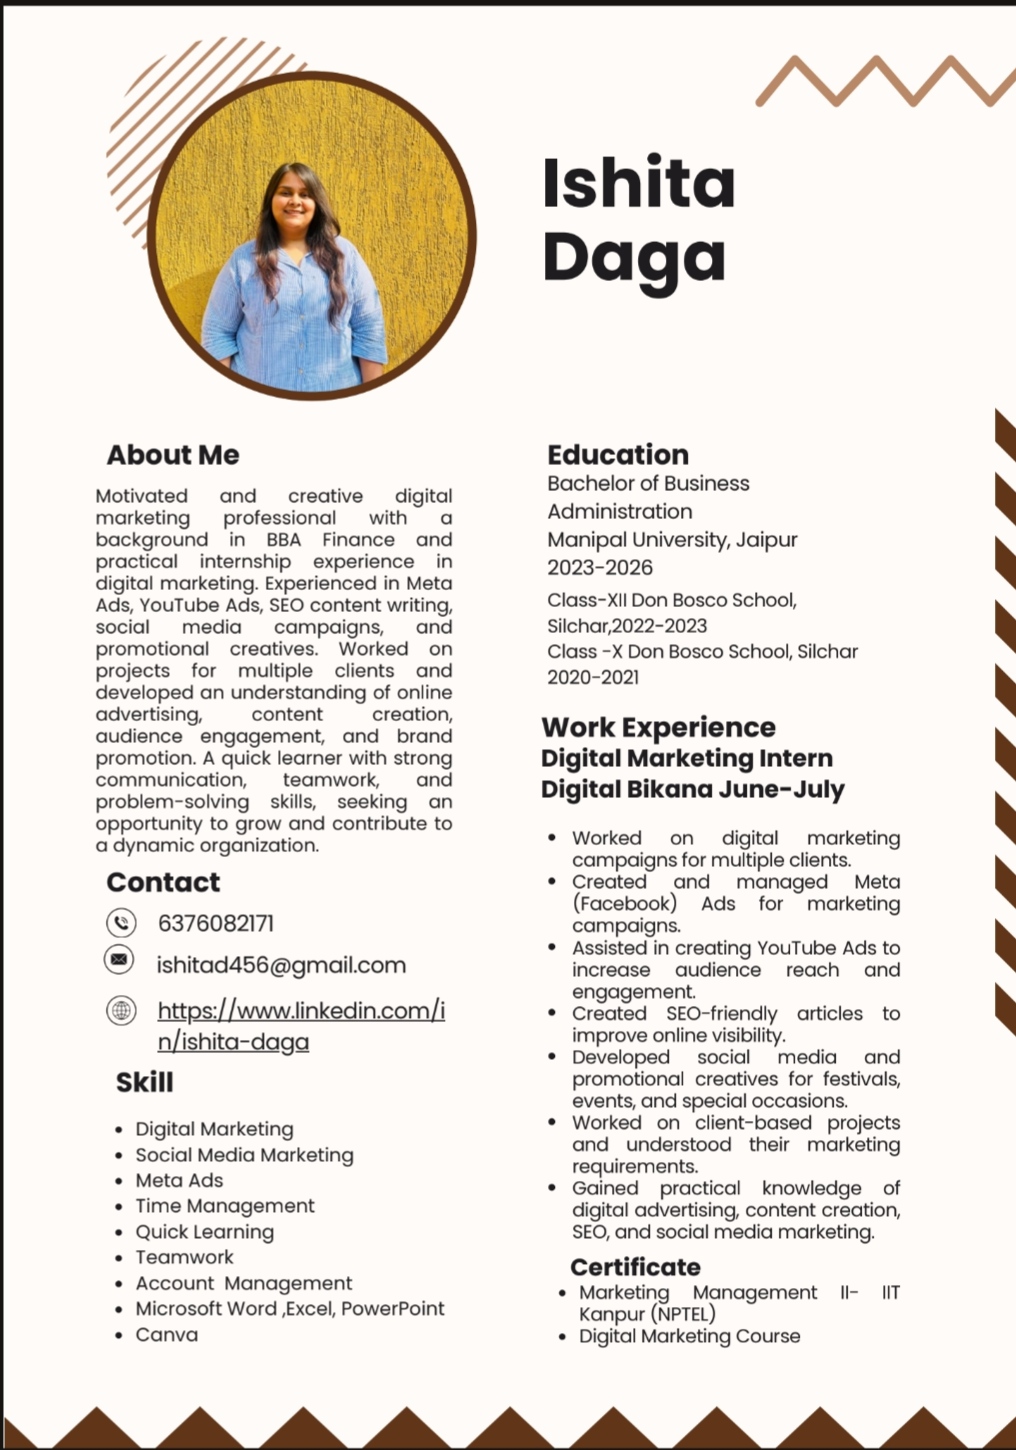 Ishita
Daga
About Me
Motivated and creative digital
marketing professional with a
background in BBA Finance and
practical internship experience in
digital marketing. Experienced in Meta
Ads, YouTube Ads, SEO content writing,
social media campaigns, and
promotional creatives. Worked on
projects for multiple clients and
developed an understanding of online
advertising, content creation,
audience engagement, and brand
promotion. A quick learner with strong
communication, teamwork, and
problem-solving skills, seeking an
opportunity to grow and contribute to
a dynamic organization.
Contact
6376082171
ishitad456@gmail.com
https://www.linkedin.com/i
n/ishita-daga
Skill
• Digital Marketing
• Social Media Marketing
• Meta Ads
• Time Management
• Quick Learning
• Teamwork
• Account Management
• Microsoft Word ,Excel, PowerPoint
• Canva
Education
Bachelor of Business
Administration
Manipal University, Jaipur
2023-2026
Class-XII Don Bosco School,
Silchar,2022-2023
Class -X Don Bosco School, Silchar
2020-2021
Work Experience
Digital Marketing Intern
Digital Bikana June-July
• Worked on digital marketing
campaigns for multiple clients.
• Created and managed Meta
(Facebook) Ads for marketing
campaigns.
• Assisted in creating YouTube Ads to
increase audience reach and
engagement.
• Created SEO-friendly articles to
improve online visibility.
• Developed social media and
promotional creatives for festivals,
events, and special occasions.
• Worked on client-based projects
and understood their marketing
requirements.
• Gained practical knowledge of
digital advertising, content creation,
SEO, and social media marketing.
Certificate
• Marketing Management II- IIT
Kanpur (NPTEL)
• Digital Marketing Course